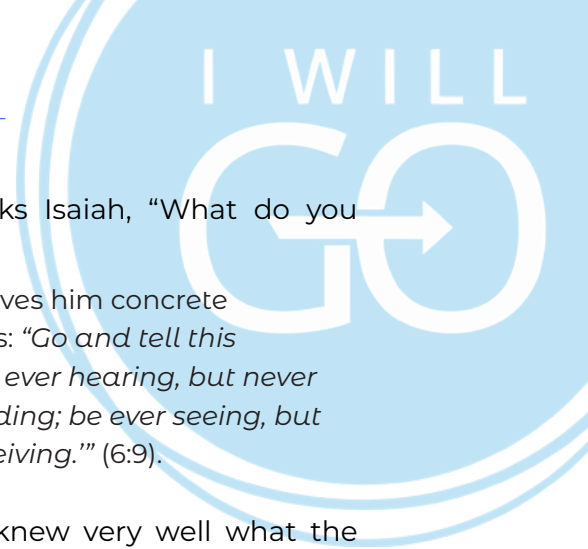 I WILL
GO
ks Isaiah, “What do you
ves him concrete
s: “Go and tell this
ever hearing, but never
ding; be ever seeing, but
eiving.’” (6:9).
knew very well what the